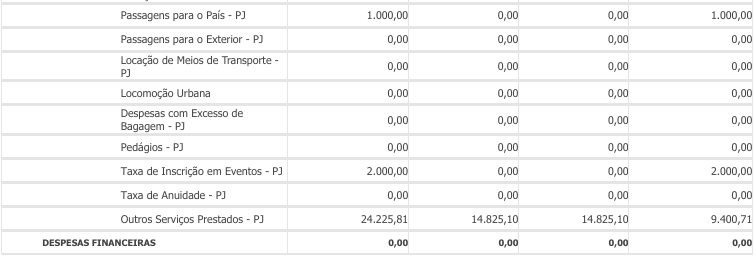 Passagens para o País - PJ 1.000,00 0,00 0,00 1.000,00
Passagens para o Exterior - PJ 0,00 0,00 0,00 0,00
Locação de Meios de Transporte -
PJ 0,00 0,00 0,00 0,00
Locomoção Urbana 0,00 0,00 0,00 0,00
Despesas com Excesso de
Bagagem - PJ 0,00 0,00 0,00 0,00
Pedágios - PJ 0,00 0,00 0,00 0,00
Taxa de Inscrição em Eventos - PJ 2.000,00 0,00 0,00 2.000,00
Taxa de Anuidade - PJ 0,00 0,00 0,00 0,00
Outros Serviços Prestados - PJ 24.225,81 14.825,10 14.825,10 9.400,71
DESPESAS FINANCEIRAS 0,00 0,00 0,00 0,00